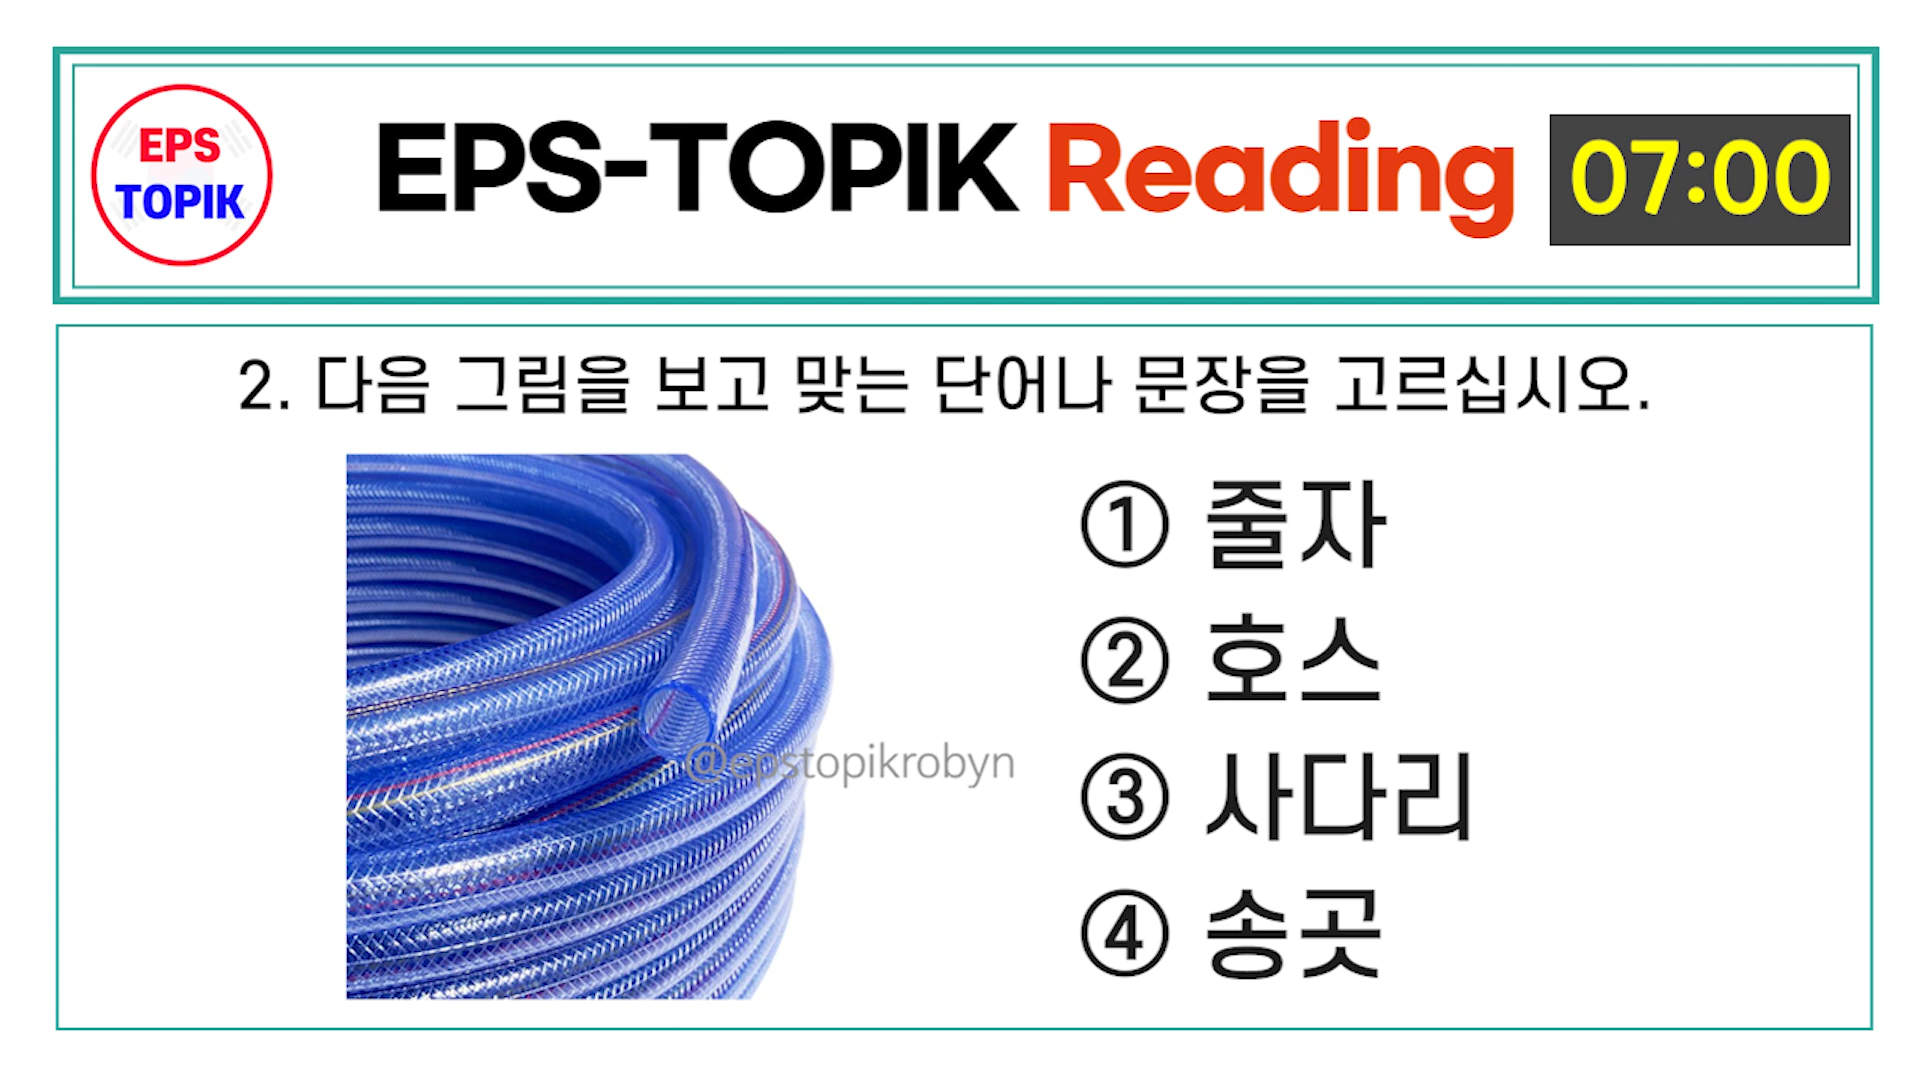 EPS
TOPIK
EPS-TOPIK Reading
07:00
2. 다음 그림을 보고 맞는 단어나 문장을 고르십시오.
① 줄자
② 호스
③ 사다리
④ 송곳
@epstopikrobyn